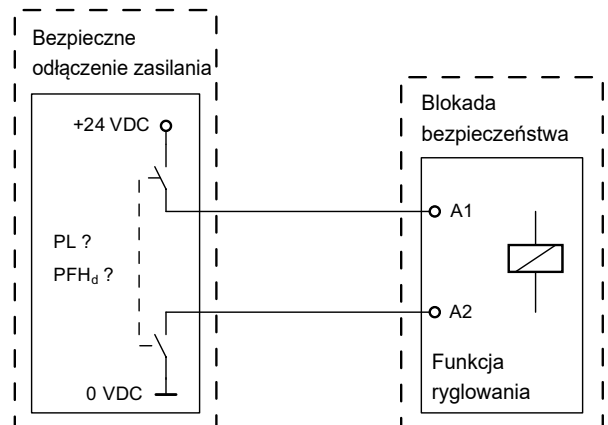 Bezpieczne
odłączenie zasilania
+24 VDC
PL ?
PFHd ?
0 VDC
Blokada
bezpieczeństwa
A1
A2
Funkcja
ryglowania